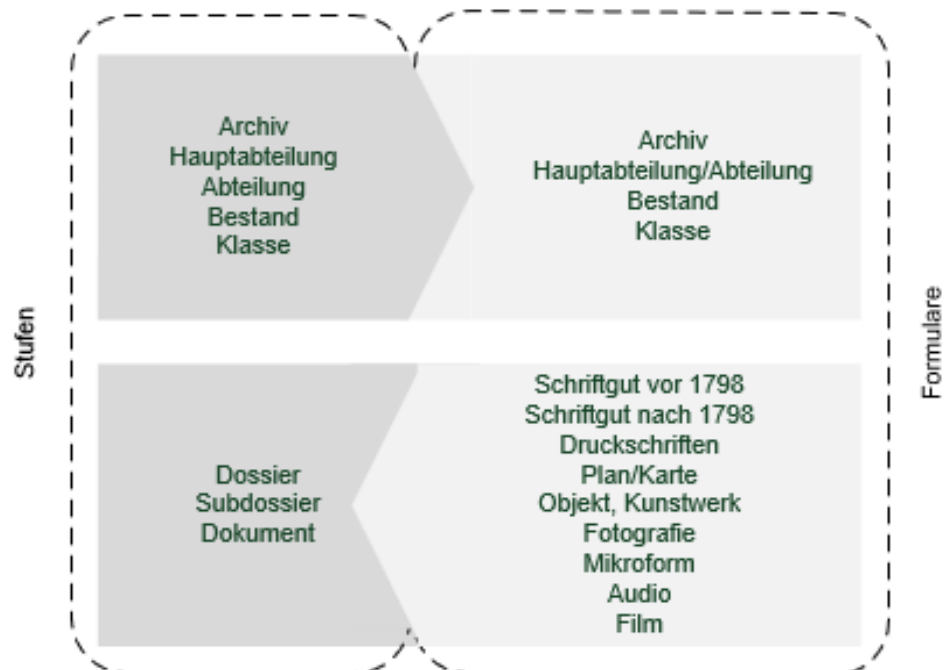 Stufen
Archiv
Hauptabteilung
Abteilung
Bestand
Klasse
Archiv
Hauptabteilung/Abteilung
Bestand
Klasse
Dossier
Subdossier
Dokument
Schriftgut vor 1798
Schriftgut nach 1798
Druckschriften
Plan/Karte
Objekt, Kunstwerk
Fotografie
Mikroform
Audio
Film
Formulare